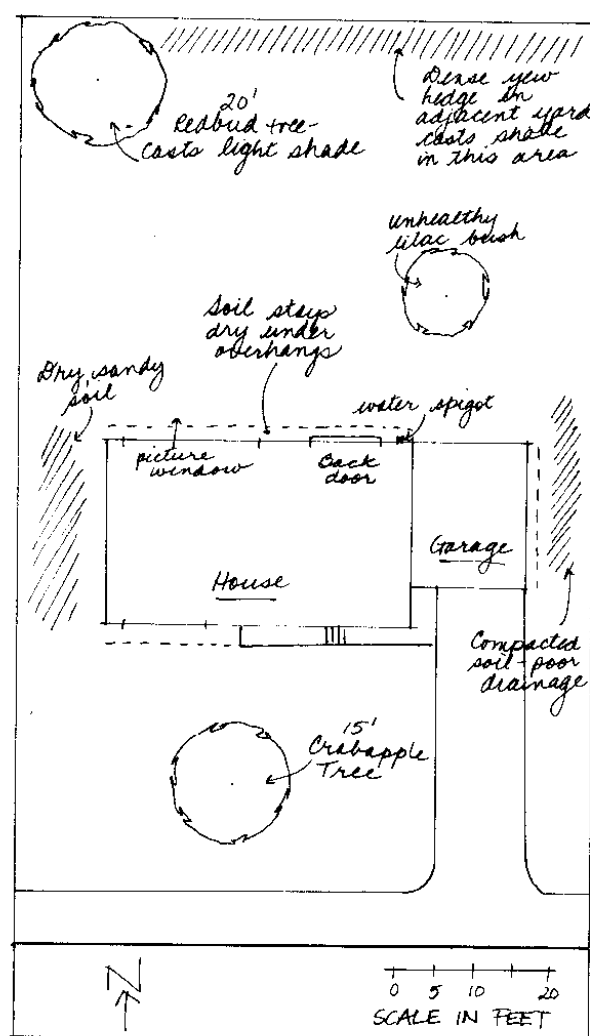 20'
Redbud tree-
casts light shade
Dense yew
hedge in
adjacent yard
casts shade
in this area
unhealthy
lilac bush
Soil stays
dry under
overhangs
Dry sandy
soil
water spigot
picture
window
Back
door
Garage
House
Compacted
soil-poor
drainage
15'
Crabapple
Tree
N
0 5 10 20
SCALE IN FEET